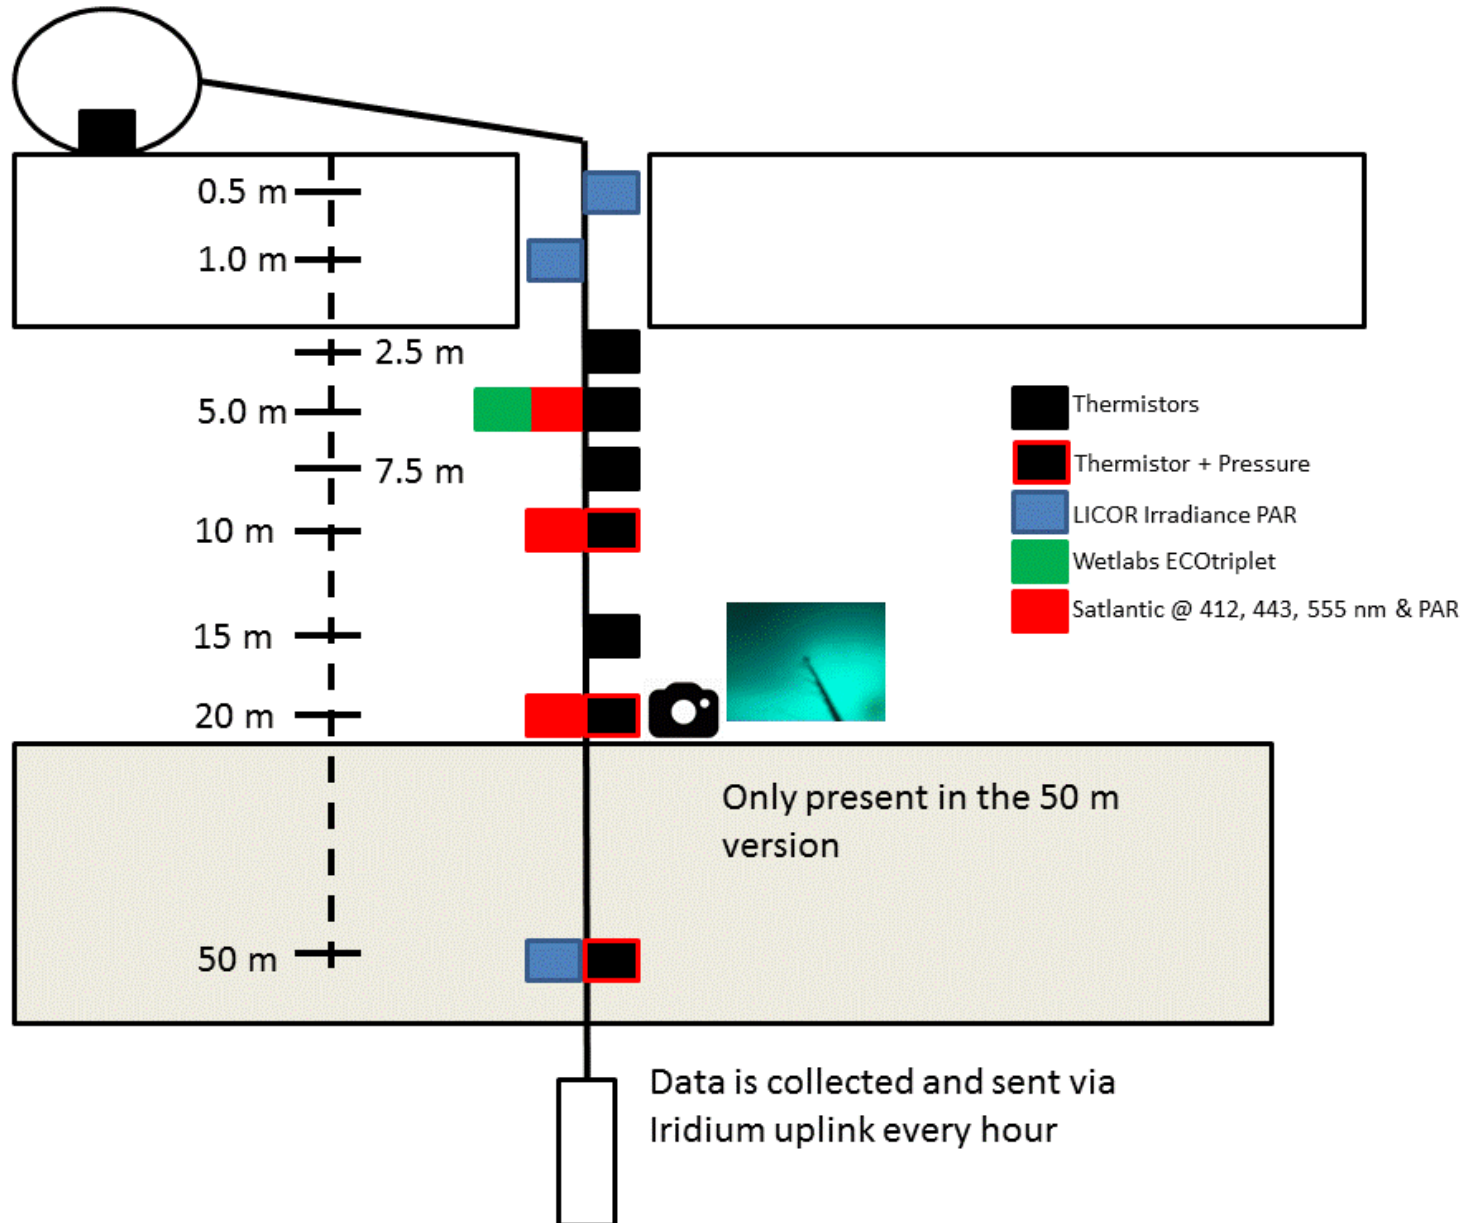 0.5 m
1.0 m
2.5 m
5.0 m
7.5 m
10 m
15 m
20 m
50 m
Thermistors
Thermistor + Pressure
LICOR Irradiance PAR
Wetlabs ECOtriplet
Satlantic @ 412, 443, 555 nm & PAR
Only present in the 50 m
version
Data is collected and sent via
Iridium uplink every hour